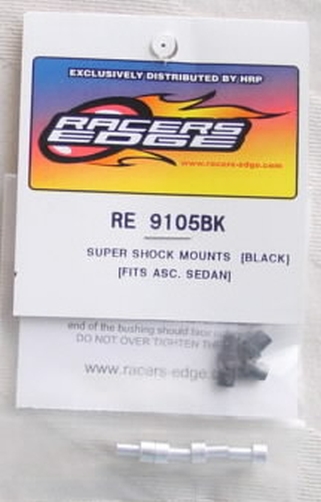 EXCLUSIVELY DISTRIBUTED BY HRP
RACERS
EDGE
www.racers-edge.com
RE 9105BK
SUPER SHOCK MOUNTS [BLACK]
[FITS ASC. SEDAN]
end of the bushing should face
DO NOT OVER TIGHTEN
www.racers-edge.